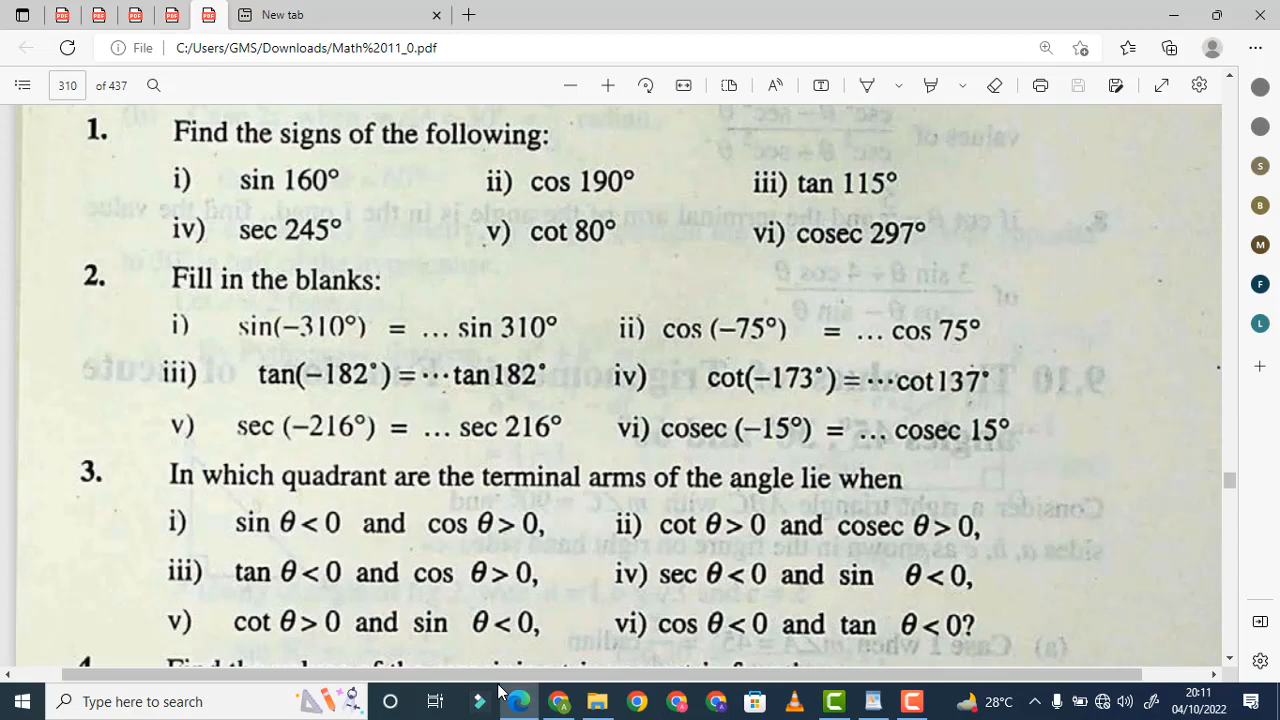 New tab
File C:/Users/GMS/Downloads/Math%2011_0.pdf
310 of 437
1. Find the signs of the following:
i) sin 160° ii) cos 190° iii) tan 115°
iv) sec 245° v) cot 80° vi) cosec 297°
2. Fill in the blanks:
i) sin(−310°) = ... sin 310° ii) cos (−75°) = ... cos 75°
iii) tan(−182°)=⋯tan182° iv) cot(−173°)=⋯cot137°
v) sec (−216°) = ... sec 216° vi) cosec (−15°) = ... cosec 15°
3. In which quadrant are the terminal arms of the angle lie when
i) sin θ < 0 and cos θ > 0, ii) cot θ > 0 and cosec θ > 0,
iii) tan θ < 0 and cos θ > 0, iv) sec θ < 0 and sin θ < 0,
v) cot θ > 0 and sin θ < 0, vi) cos θ < 0 and tan θ < 0?
Type here to search
28°C
20:11
04/10/2022